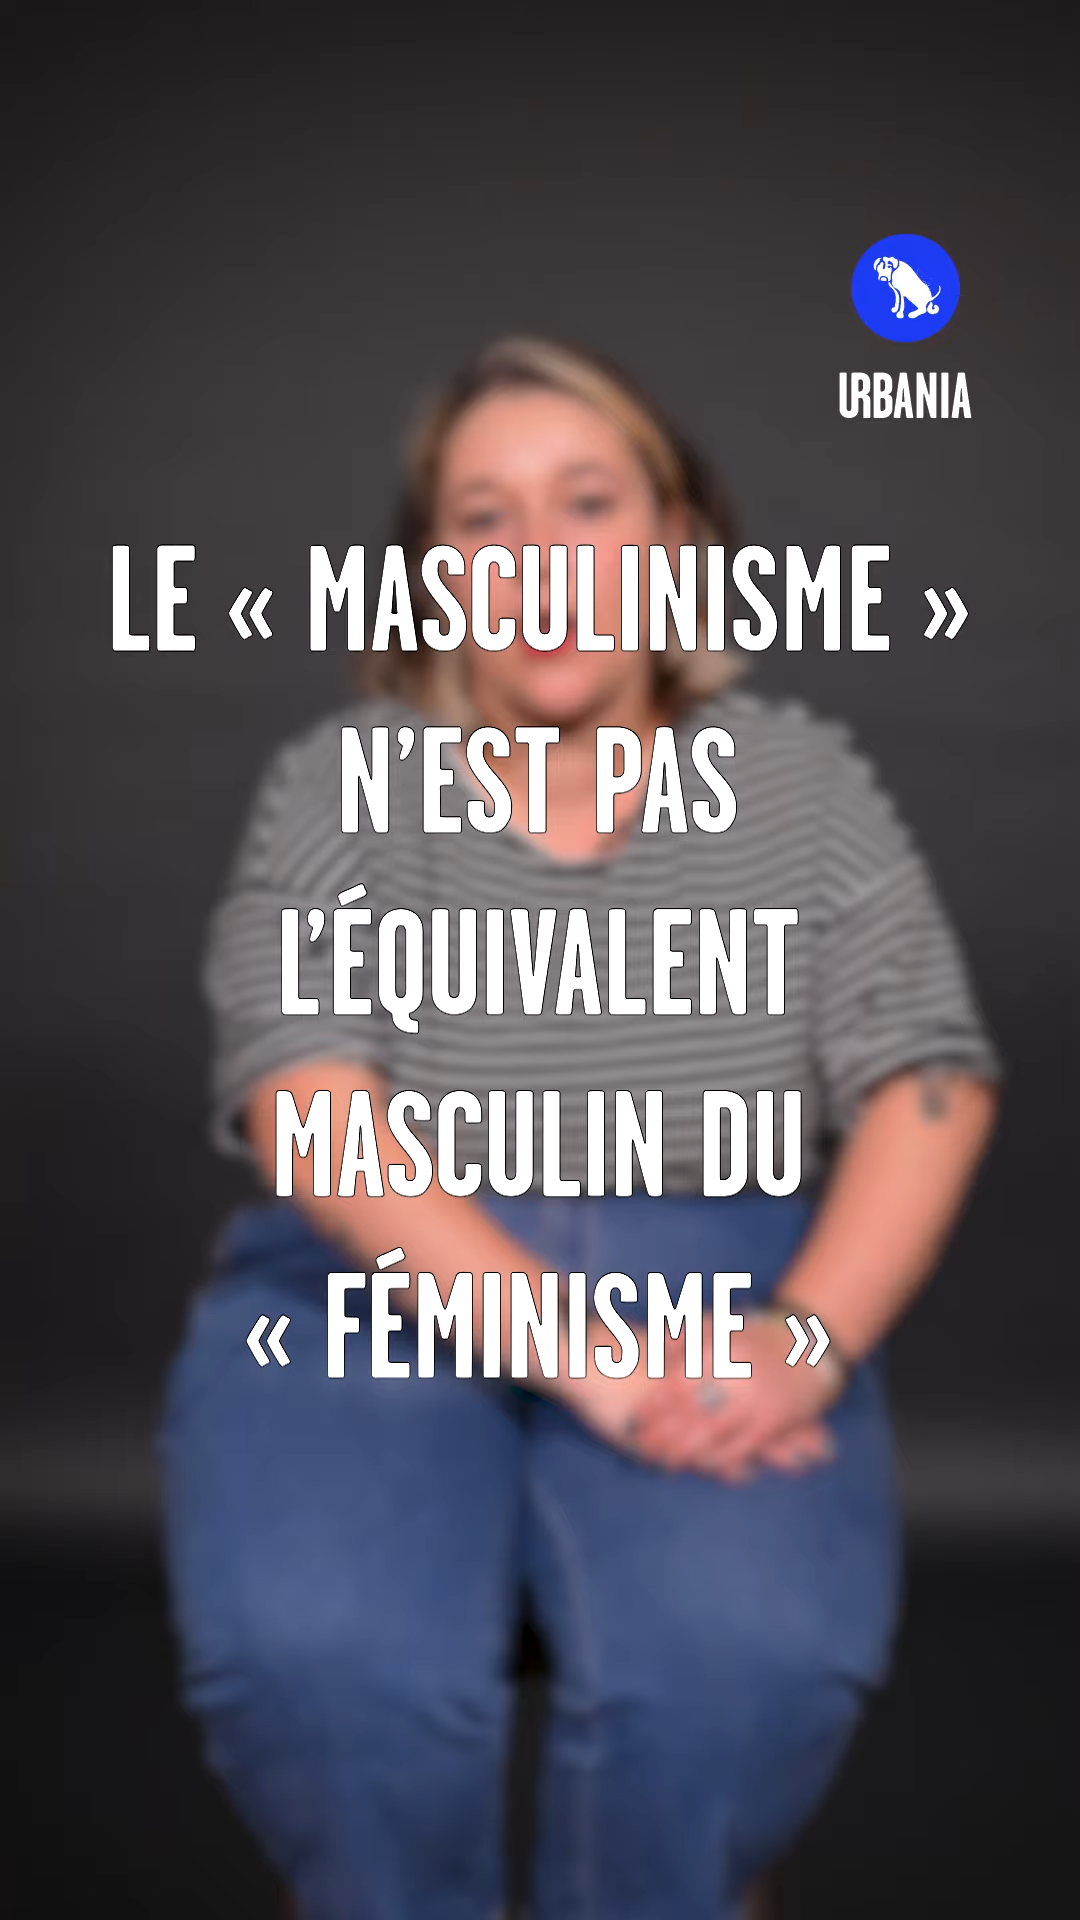 URBANIA
LE « MASCULINISME »
N’EST PAS
L’ÉQUIVALENT
MASCULIN DU
« FÉMINISME »